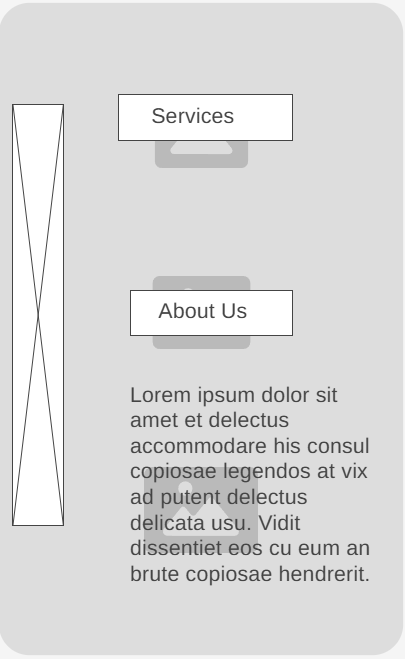 Services
About Us
Lorem ipsum dolor sit
amet et delectus
accommodare his consul
copiosae legendos at vix
ad putent delectus
delicata usu. Vidit
dissentiet eos cu eum an
brute copiosae hendrerit.